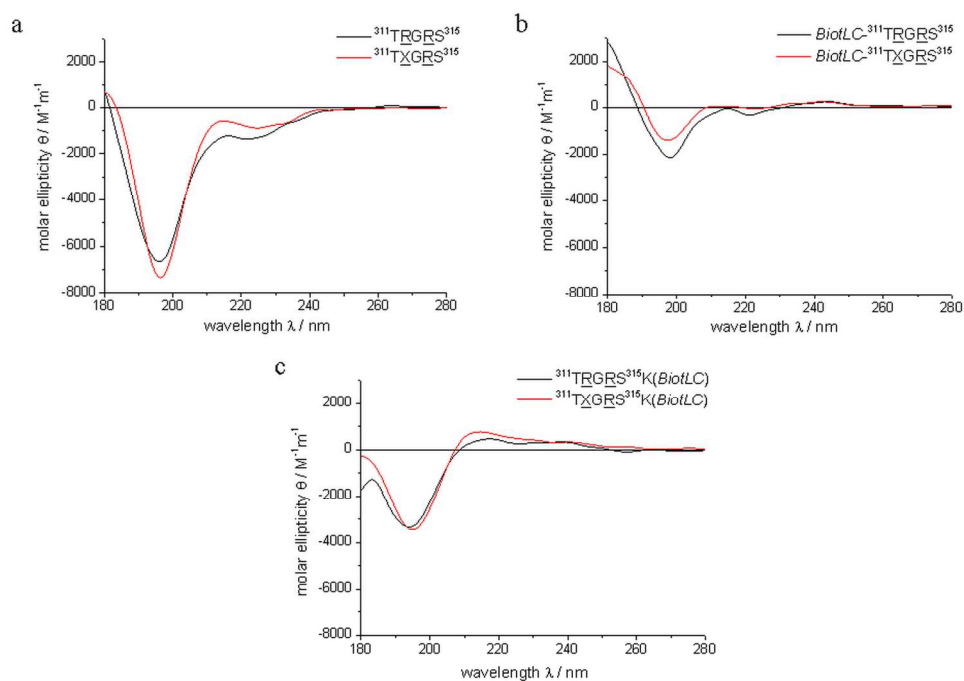 a
³¹¹TRGRS³¹⁵
³¹¹TXGRS³¹⁵
2000
0
-2000
-4000
-6000
-8000
molar ellipticity θ / M⁻¹m⁻¹
180 200 220 240 260 280
wavelength λ / nm
b
BiotLC-³¹¹TRGRS³¹⁵
BiotLC-³¹¹TXGRS³¹⁵
2000
0
-2000
-4000
-6000
-8000
molar ellipticity θ / M⁻¹m⁻¹
180 200 220 240 260 280
wavelength λ / nm
c
³¹¹TRGRS³¹⁵K(BiotLC)
³¹¹TXGRS³¹⁵K(BiotLC)
2000
0
-2000
-4000
-6000
-8000
molar ellipticity θ / M⁻¹m⁻¹
180 200 220 240 260 280
wavelength λ / nm